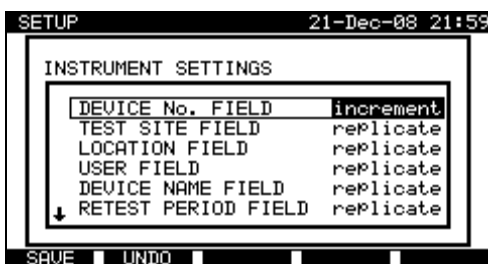 SETUP 21-Dec-08 21:59
INSTRUMENT SETTINGS
DEVICE No. FIELD increment
TEST SITE FIELD replicate
LOCATION FIELD replicate
USER FIELD replicate
DEVICE NAME FIELD replicate
RETEST PERIOD FIELD replicate
SAVE UNDO